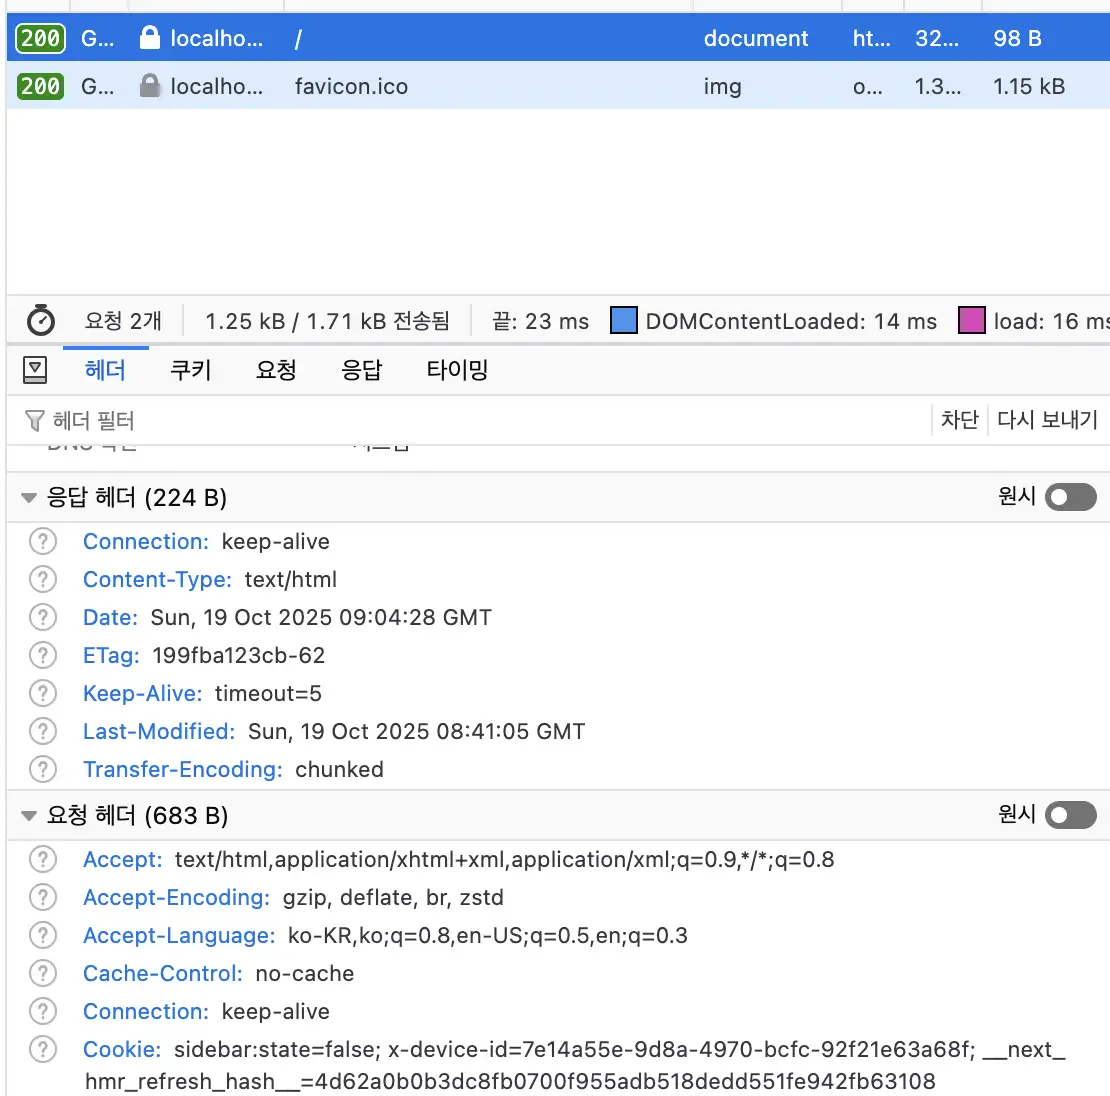 200 G... localho... / document ht... 32... 98 B
200 G... localho... favicon.ico img o... 1.3... 1.15 kB
요청 2개 1.25 kB / 1.71 kB 전송됨 끝: 23 ms DOMContentLoaded: 14 ms load: 16 ms
헤더 쿠키 요청 응답 타이밍
헤더 필터 차단 다시 보내기
응답 헤더 (224 B) 원시
Connection: keep-alive
Content-Type: text/html
Date: Sun, 19 Oct 2025 09:04:28 GMT
ETag: 199fba123cb-62
Keep-Alive: timeout=5
Last-Modified: Sun, 19 Oct 2025 08:41:05 GMT
Transfer-Encoding: chunked
요청 헤더 (683 B) 원시
Accept: text/html,application/xhtml+xml,application/xml;q=0.9,*/*;q=0.8
Accept-Encoding: gzip, deflate, br, zstd
Accept-Language: ko-KR,ko;q=0.8,en-US;q=0.5,en;q=0.3
Cache-Control: no-cache
Connection: keep-alive
Cookie: sidebar:state=false; x-device-id=7e14a55e-9d8a-4970-bcfc-92f21e63a68f; __next_
hmr_refresh_hash__=4d62a0b0b3dc8fb0700f955adb518dedd551fe942fb63108